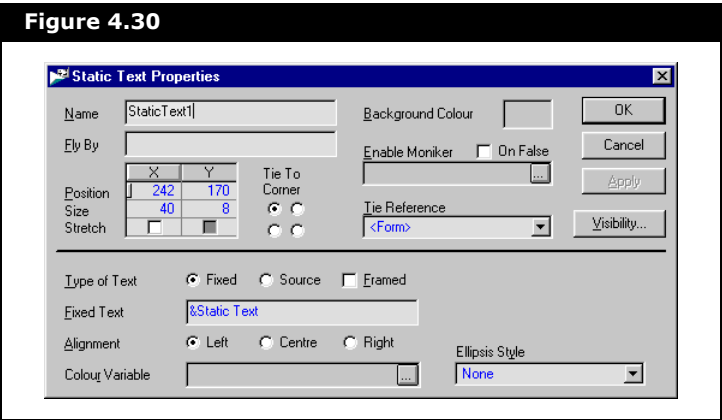 Figure 4.30
Static Text Properties
Name StaticText1
Fly By
X Y
Position 242 170
Size 40 8
Stretch
Tie To
Corner
Background Colour
Enable Moniker On False
...
Tie Reference
<Form>
OK
Cancel
Apply
Visibility...
Type of Text Fixed Source Framed
Fixed Text &Static Text
Alignment Left Centre Right
Colour Variable ...
Ellipsis Style
None